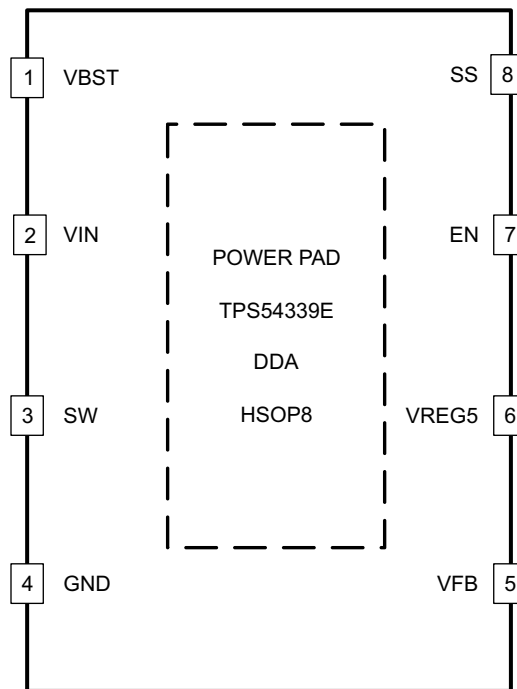 1 VBST
SS 8
2 VIN
EN 7
POWER PAD
TPS54339E
DDA
HSOP8
3 SW
VREG5 6
4 GND
VFB 5